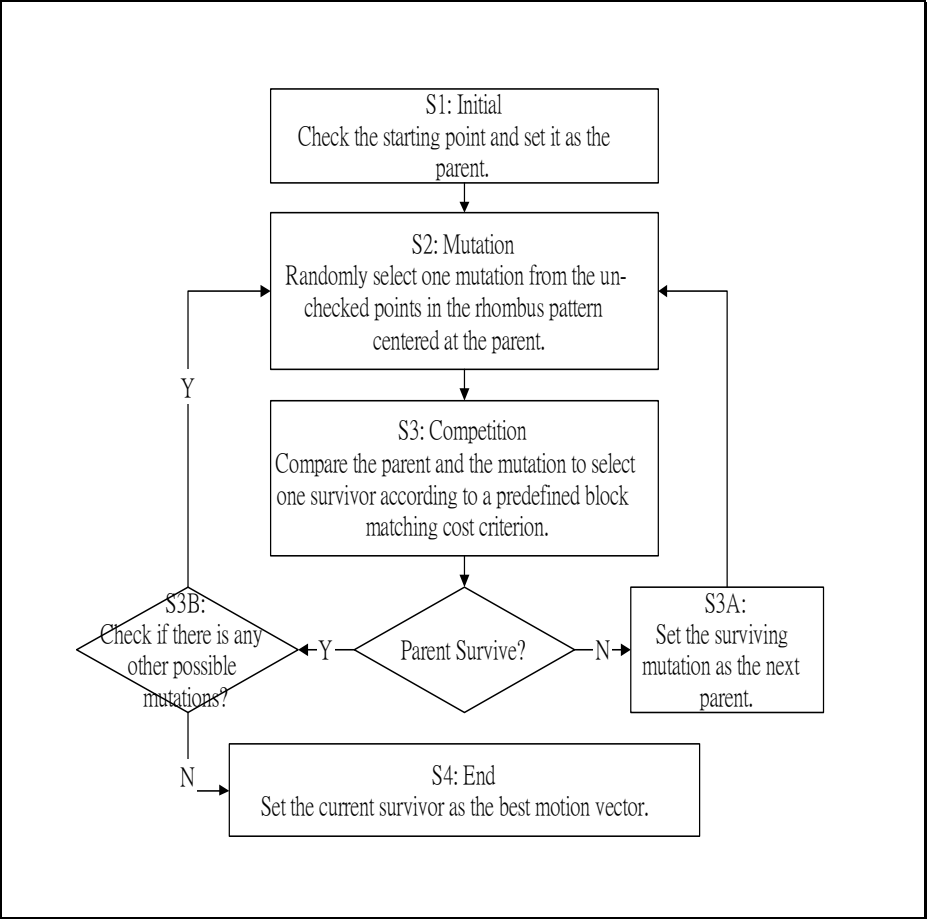 S1: Initial
Check the starting point and set it as the
parent.
S2: Mutation
Randomly select one mutation from the un-
checked points in the rhombus pattern
centered at the parent.
Y
S3: Competition
Compare the parent and the mutation to select
one survivor according to a predefined block
matching cost criterion.
S3B:
Check if there is any
other possible
mutations?
Y
Parent Survive?
N
S3A:
Set the surviving
mutation as the next
parent.
N
S4: End
Set the current survivor as the best motion vector.